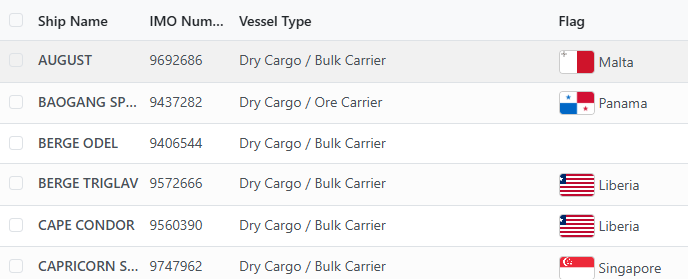 Ship Name IMO Num... Vessel Type Flag
AUGUST 9692686 Dry Cargo / Bulk Carrier Malta
BAOGANG SP... 9437282 Dry Cargo / Ore Carrier Panama
BERGE ODEL 9406544 Dry Cargo / Bulk Carrier
BERGE TRIGLAV 9572666 Dry Cargo / Bulk Carrier Liberia
CAPE CONDOR 9560390 Dry Cargo / Bulk Carrier Liberia
CAPRICORN S... 9747962 Dry Cargo / Bulk Carrier Singapore